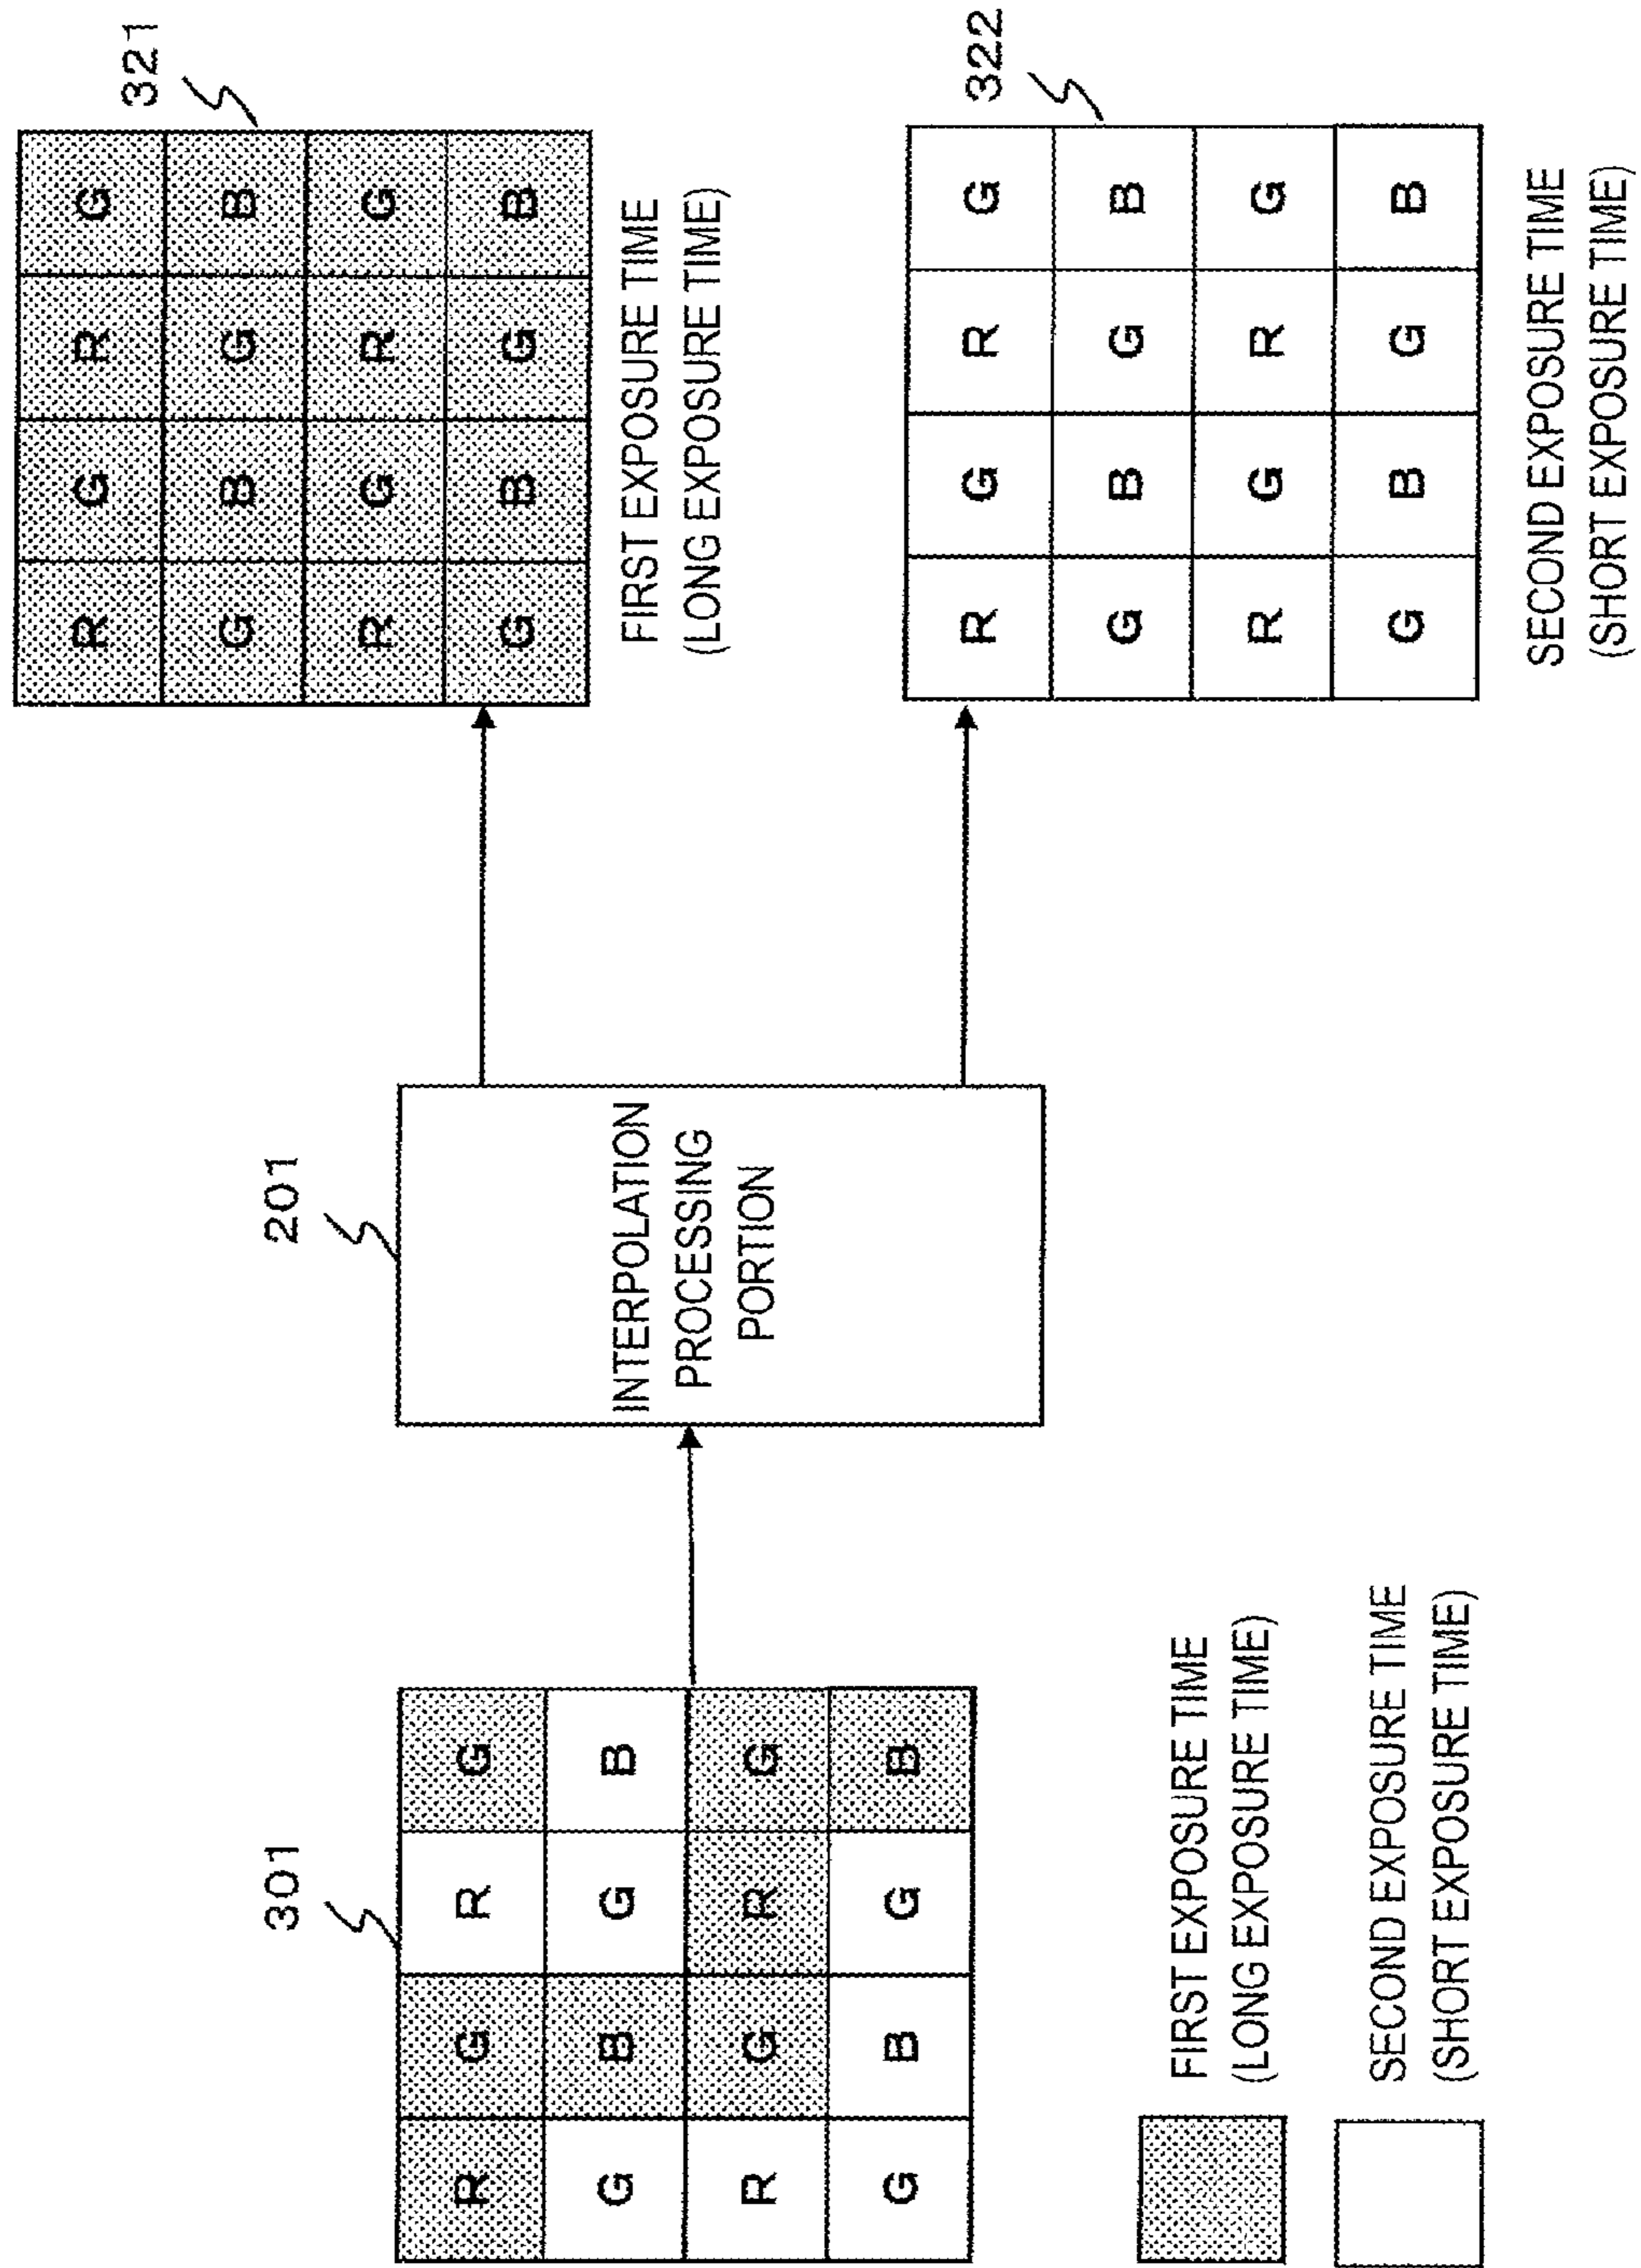 301
R G R G
G B G B
R G R G
G B G B
201
INTERPOLATION
PROCESSING
PORTION
321
R G R G
G B G B
R G R G
G B G B
FIRST EXPOSURE TIME
(LONG EXPOSURE TIME)
322
R G R G
G B G B
R G R G
G B G B
SECOND EXPOSURE TIME
(SHORT EXPOSURE TIME)
FIRST EXPOSURE TIME
(LONG EXPOSURE TIME)
SECOND EXPOSURE TIME
(SHORT EXPOSURE TIME)